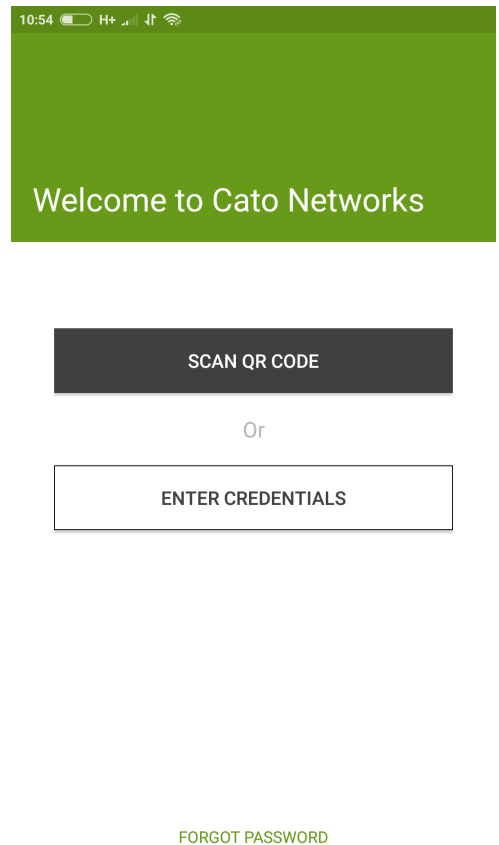 10:54 H+
Welcome to Cato Networks
SCAN QR CODE
Or
ENTER CREDENTIALS
FORGOT PASSWORD